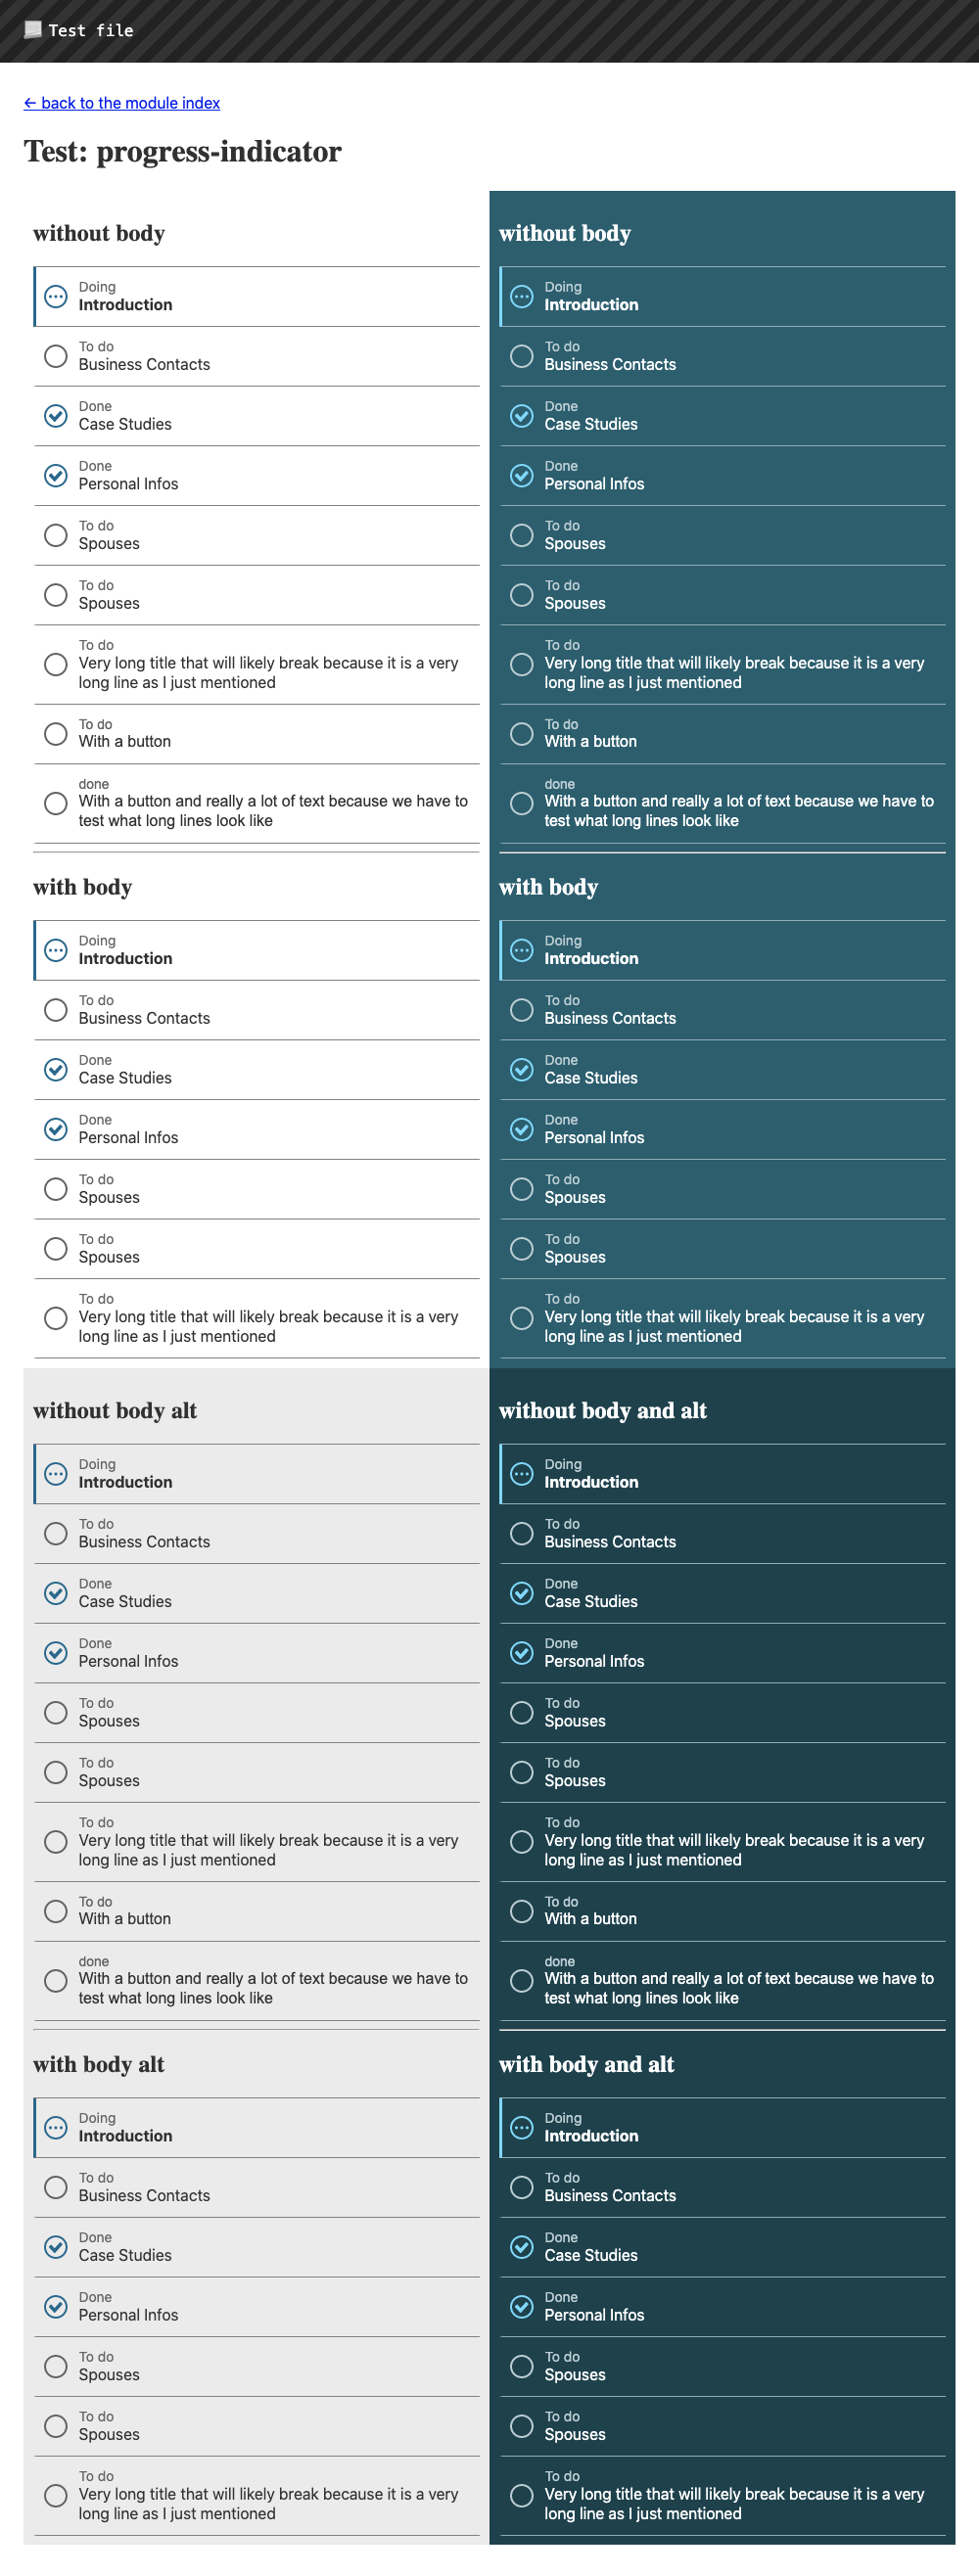 Test file
← back to the module index
Test: progress-indicator
without body
Doing
Introduction
To do
Business Contacts
Done
Case Studies
Done
Personal Infos
To do
Spouses
To do
Spouses
To do
Very long title that will likely break because it is a very
long line as I just mentioned
To do
With a button
done
With a button and really a lot of text because we have to
test what long lines look like
with body
Doing
Introduction
To do
Business Contacts
Done
Case Studies
Done
Personal Infos
To do
Spouses
To do
Spouses
To do
Very long title that will likely break because it is a very
long line as I just mentioned
without body
Doing
Introduction
To do
Business Contacts
Done
Case Studies
Done
Personal Infos
To do
Spouses
To do
Spouses
To do
Very long title that will likely break because it is a very
long line as I just mentioned
To do
With a button
done
With a button and really a lot of text because we have to
test what long lines look like
with body
Doing
Introduction
To do
Business Contacts
Done
Case Studies
Done
Personal Infos
To do
Spouses
To do
Spouses
To do
Very long title that will likely break because it is a very
long line as I just mentioned
without body alt
Doing
Introduction
To do
Business Contacts
Done
Case Studies
Done
Personal Infos
To do
Spouses
To do
Spouses
To do
Very long title that will likely break because it is a very
long line as I just mentioned
To do
With a button
done
With a button and really a lot of text because we have to
test what long lines look like
with body alt
Doing
Introduction
To do
Business Contacts
Done
Case Studies
Done
Personal Infos
To do
Spouses
To do
Spouses
To do
Very long title that will likely break because it is a very
long line as I just mentioned
without body and alt
Doing
Introduction
To do
Business Contacts
Done
Case Studies
Done
Personal Infos
To do
Spouses
To do
Spouses
To do
Very long title that will likely break because it is a very
long line as I just mentioned
To do
With a button
done
With a button and really a lot of text because we have to
test what long lines look like
with body and alt
Doing
Introduction
To do
Business Contacts
Done
Case Studies
Done
Personal Infos
To do
Spouses
To do
Spouses
To do
Very long title that will likely break because it is a very
long line as I just mentioned